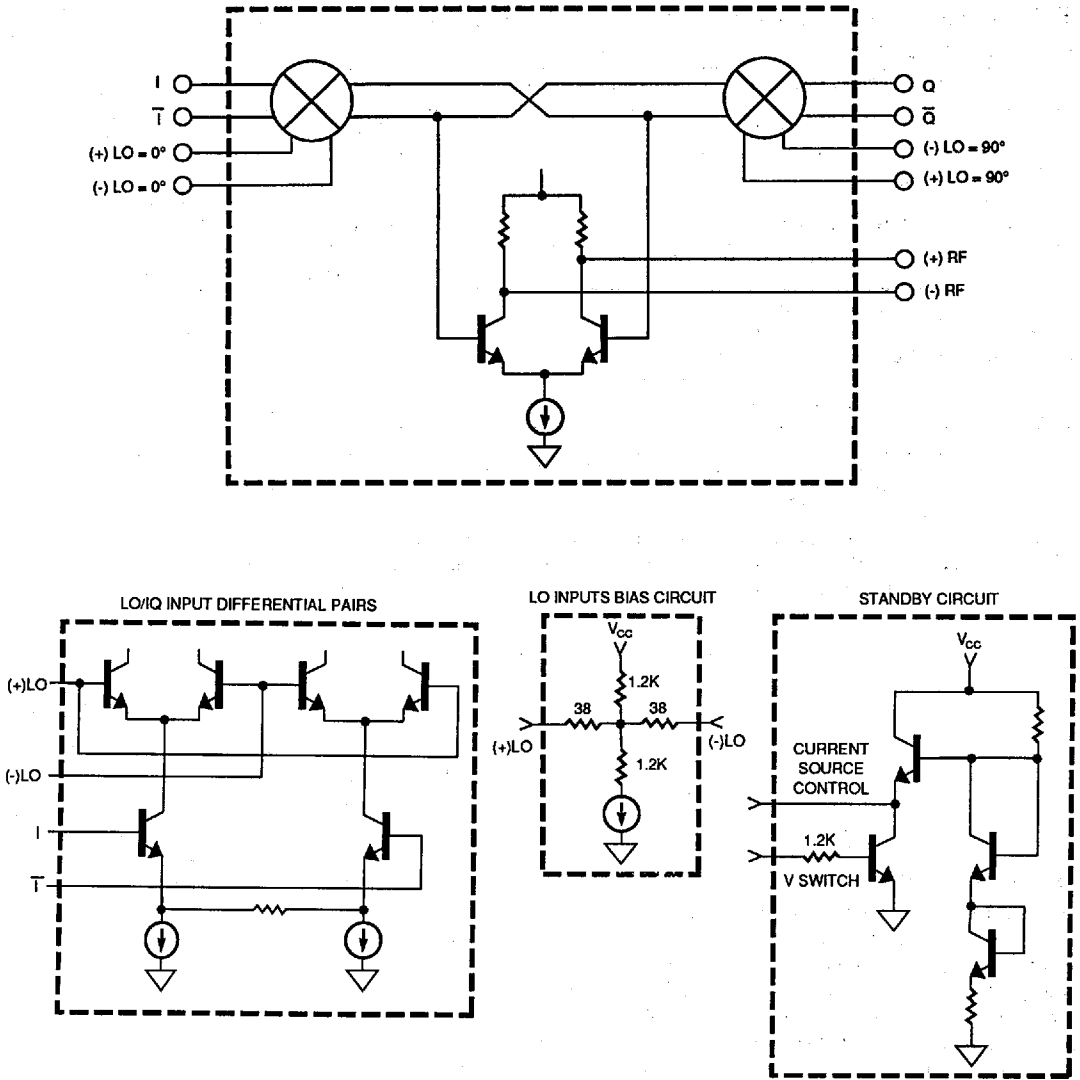 I
Ī
(+) LO = 0°
(-) LO = 0°
Q
Q̅
(-) LO = 90°
(+) LO = 90°
(+) RF
(-) RF
LO/IQ INPUT DIFFERENTIAL PAIRS
(+)LO
(-)LO
I
Ī
LO INPUTS BIAS CIRCUIT
VCC
1.2K
38
38
(+)LO
(-)LO
1.2K
STANDBY CIRCUIT
VCC
CURRENT
SOURCE
CONTROL
1.2K
V SWITCH